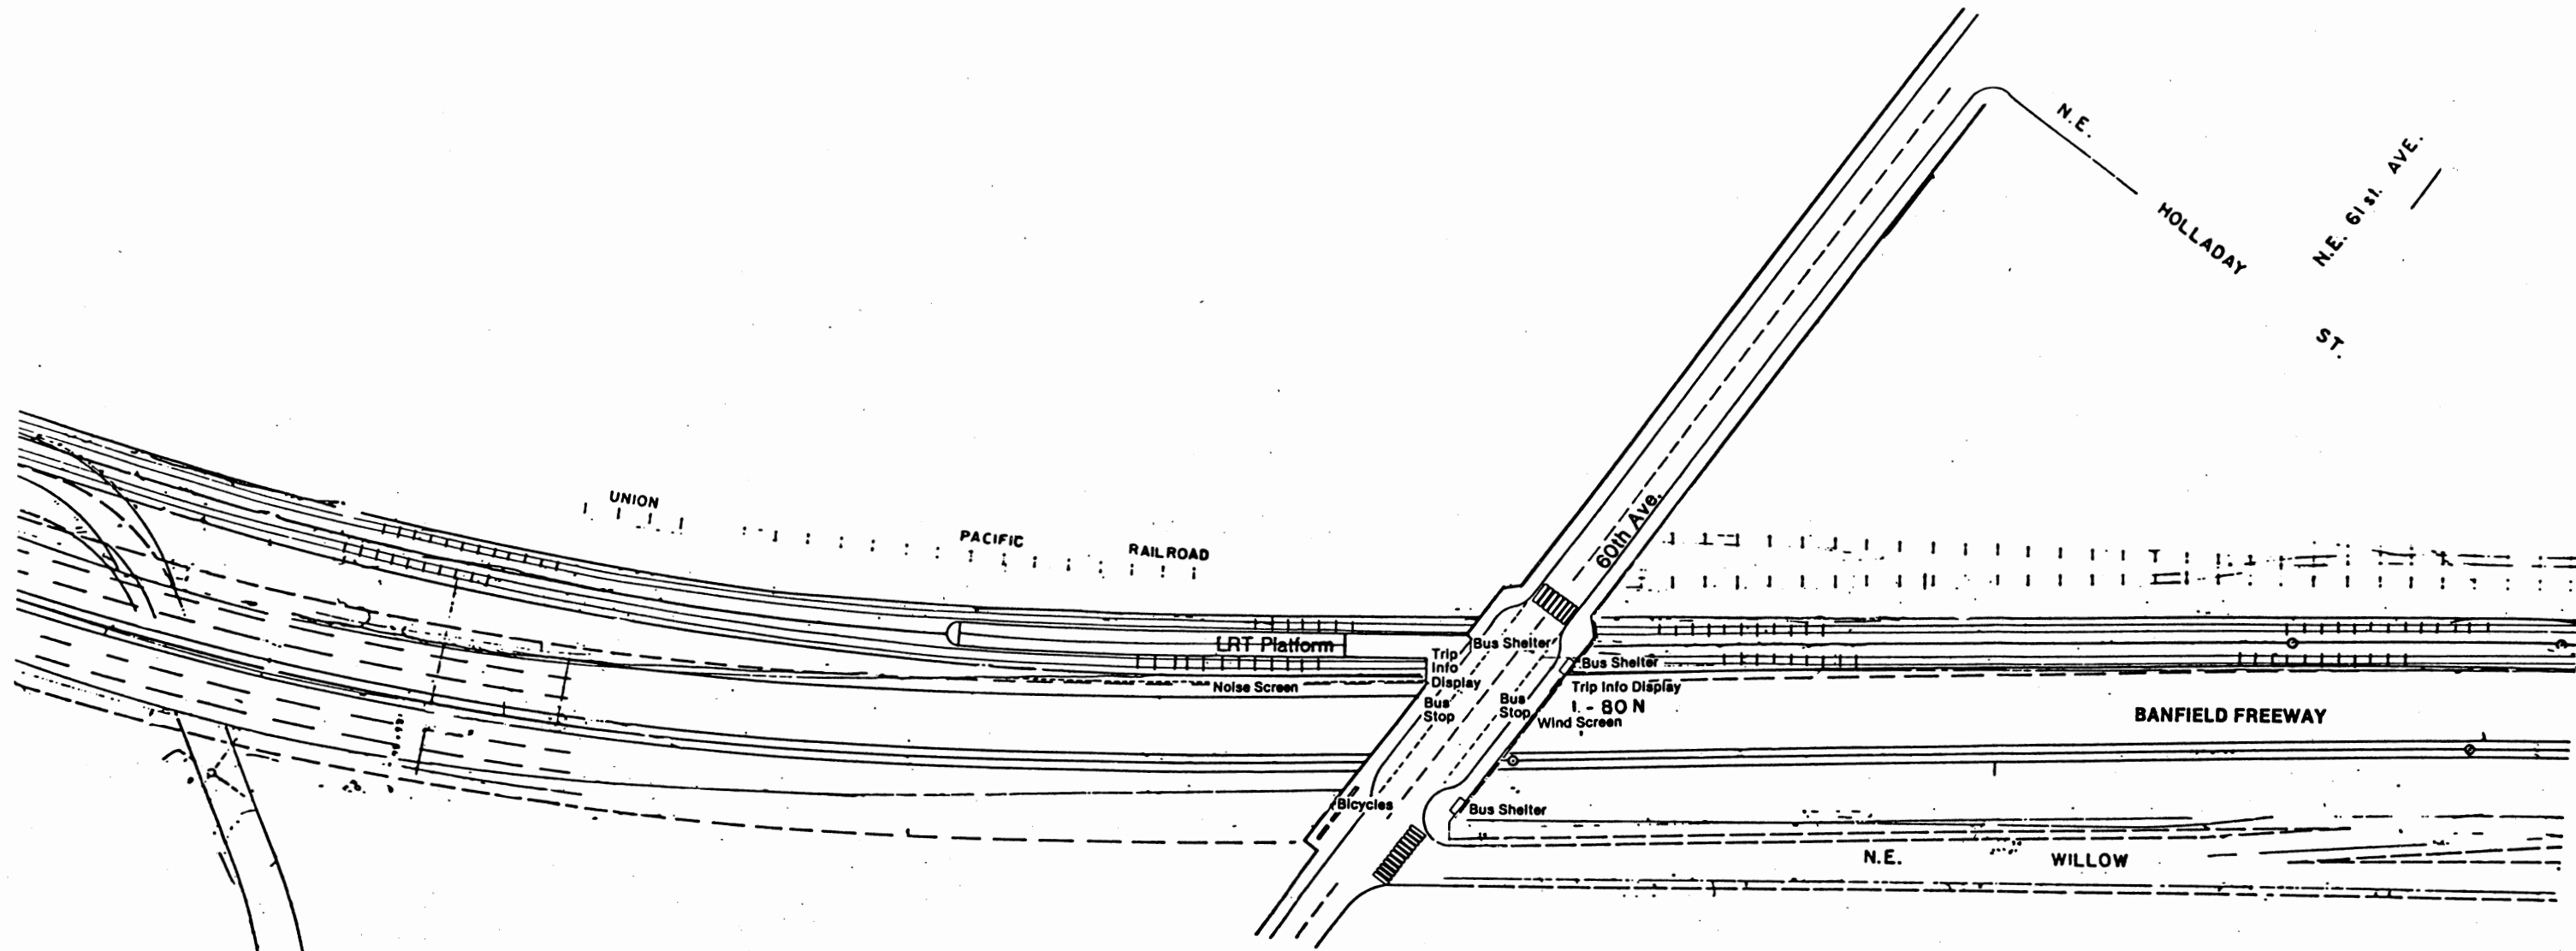 N.E.
HOLLADAY
ST.
N.E. 61st. AVE.
UNION
PACIFIC
RAILROAD
60th Ave.
LRT Platform
Noise Screen
Bus Shelter
Trip
Info
Display
Bus Shelter
Trip Info Display
I - 80 N
Wind Screen
Bus
Stop
Bus
Stop
BANFIELD FREEWAY
Bicycles
Bus Shelter
N.E.
WILLOW